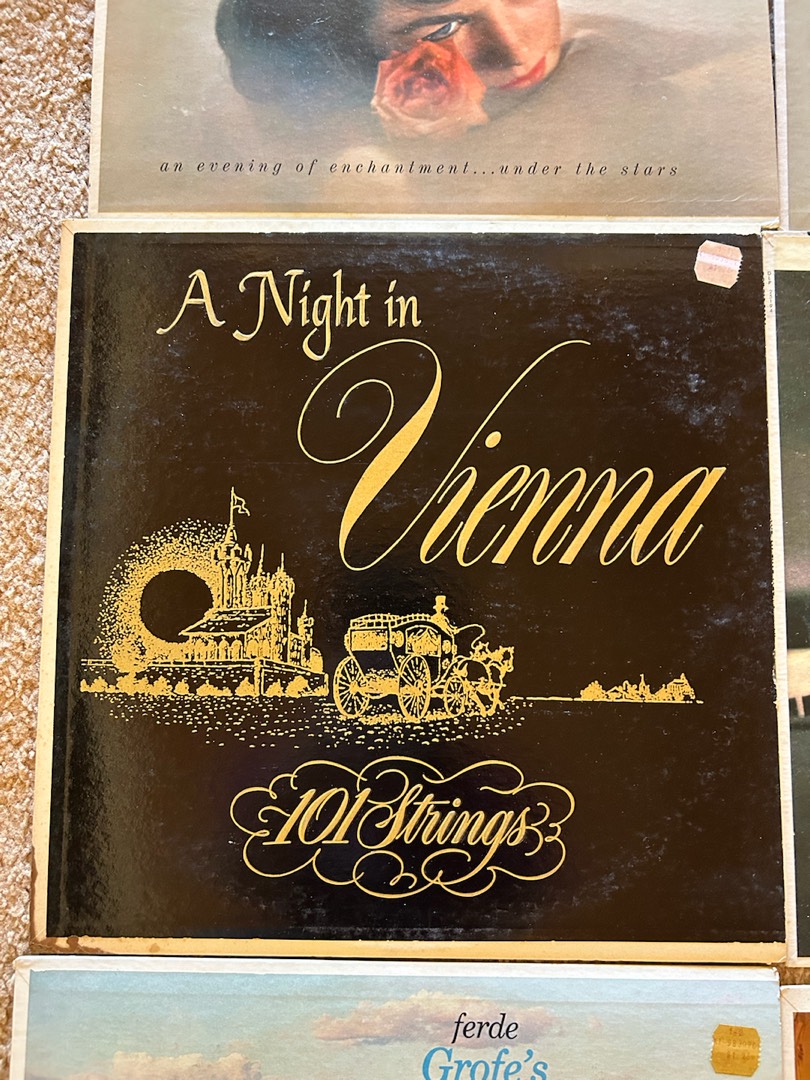 an evening of enchantment...under the stars
A Night in
Vienna
101 Strings
ferde
Grofe's